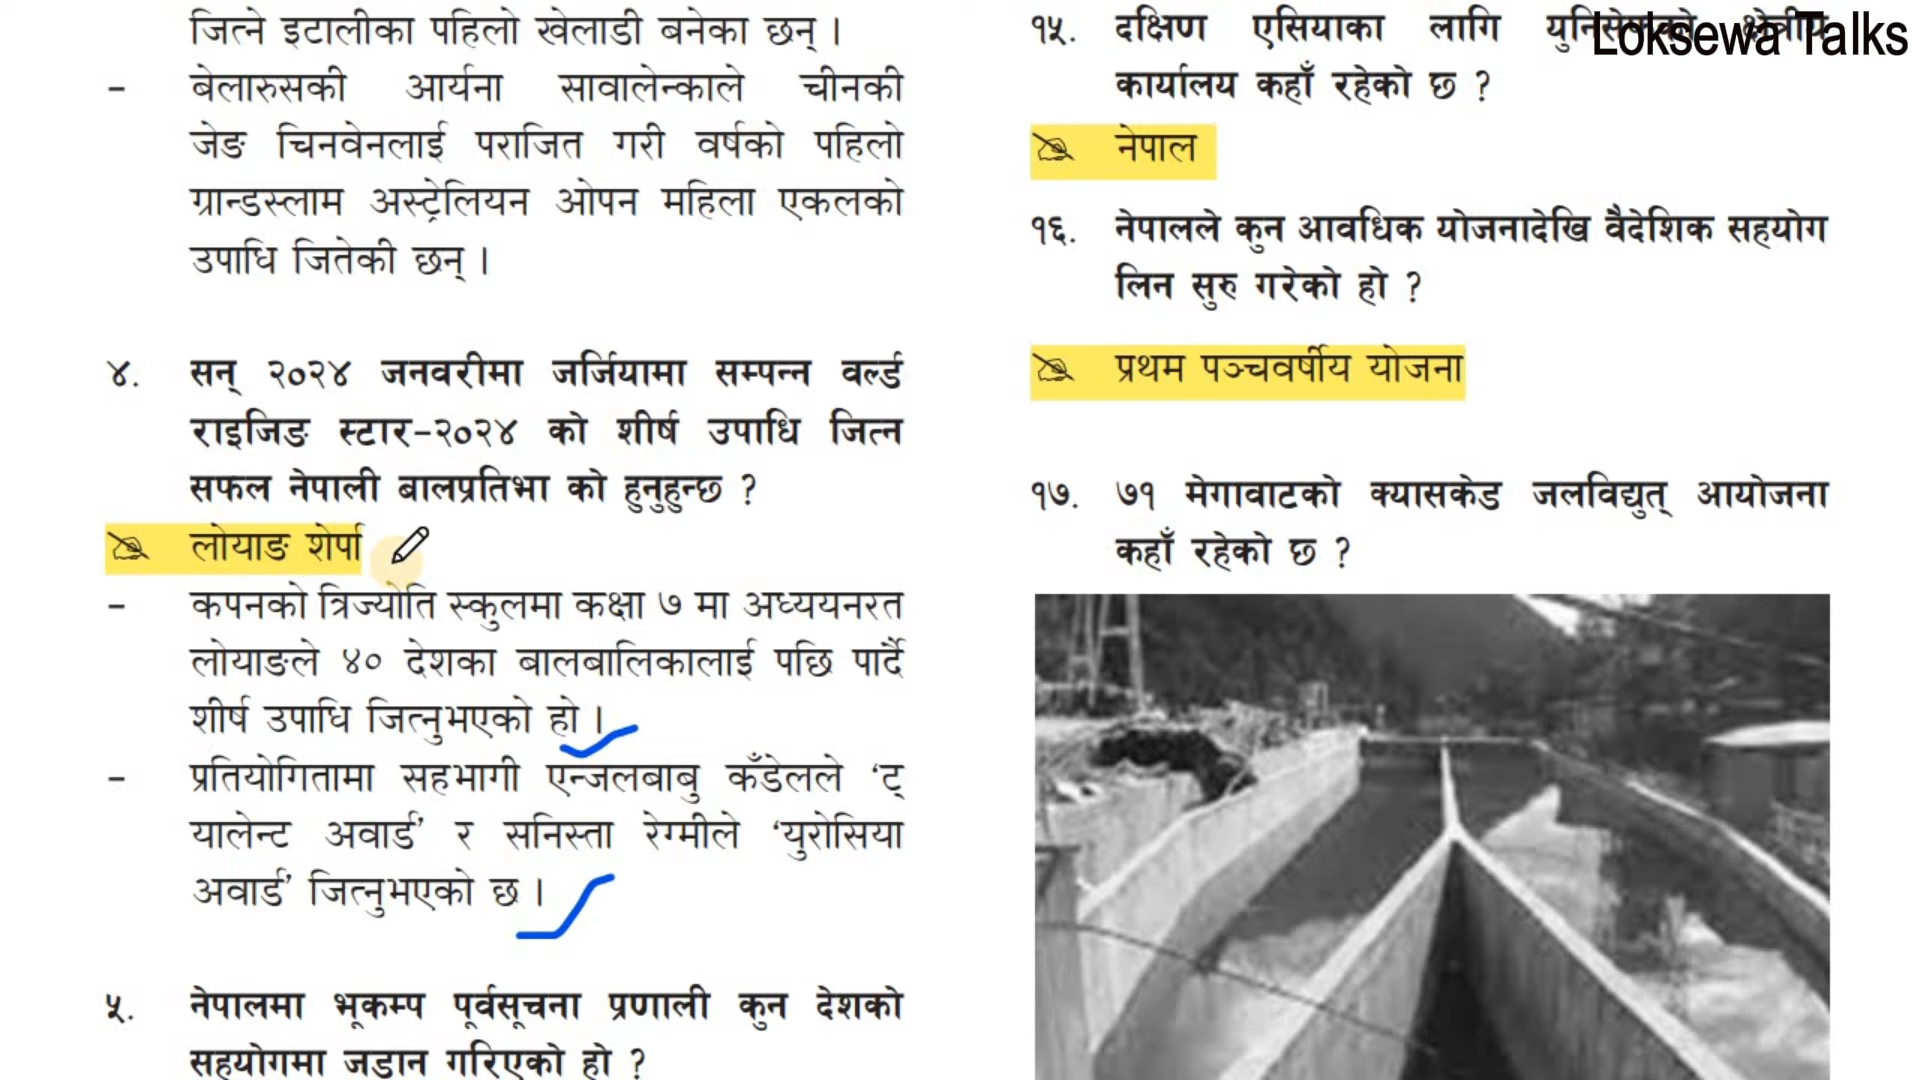 जित्ने इटालीका पहिलो खेलाडी बनेका छन् ।
– बेलारुसकी आर्यना सावालेन्काले चीनकी
जेङ चिनवेनलाई पराजित गरी वर्षको पहिलो
ग्रान्डस्लाम अस्ट्रेलियन ओपन महिला एकलको
उपाधि जितेकी छन् ।
४. सन् २०२४ जनवरीमा जर्जियामा सम्पन्न वर्ल्ड
राइजिङ स्टार–२०२४ को शीर्ष उपाधि जित्न
सफल नेपाली बालप्रतिभा को हुनुहुन्छ ?
लोयाङ शेर्पा
– कपनको त्रिज्योति स्कुलमा कक्षा ७ मा अध्ययनरत
लोयाङले ४० देशका बालबालिकालाई पछि पार्दै
शीर्ष उपाधि जित्नुभएको हो ।
– प्रतियोगितामा सहभागी एन्जलबाबु कँडेलले ‘ट्
यालेन्ट अवार्ड’ र सनिस्ता रेग्मीले ‘युरोसिया
अवार्ड’ जित्नुभएको छ ।
५. नेपालमा भूकम्प पूर्वसूचना प्रणाली कुन देशको
सहयोगमा जडान गरिएको हो ?
Loksewa Talks
१५. दक्षिण एसियाका लागि युनिसेफको क्षेत्रीय
कार्यालय कहाँ रहेको छ ?
नेपाल
१६. नेपालले कुन आवधिक योजनादेखि वैदेशिक सहयोग
लिन सुरु गरेको हो ?
प्रथम पञ्चवर्षीय योजना
१७. ७१ मेगावाटको क्यासकेड जलविद्युत् आयोजना
कहाँ रहेको छ ?